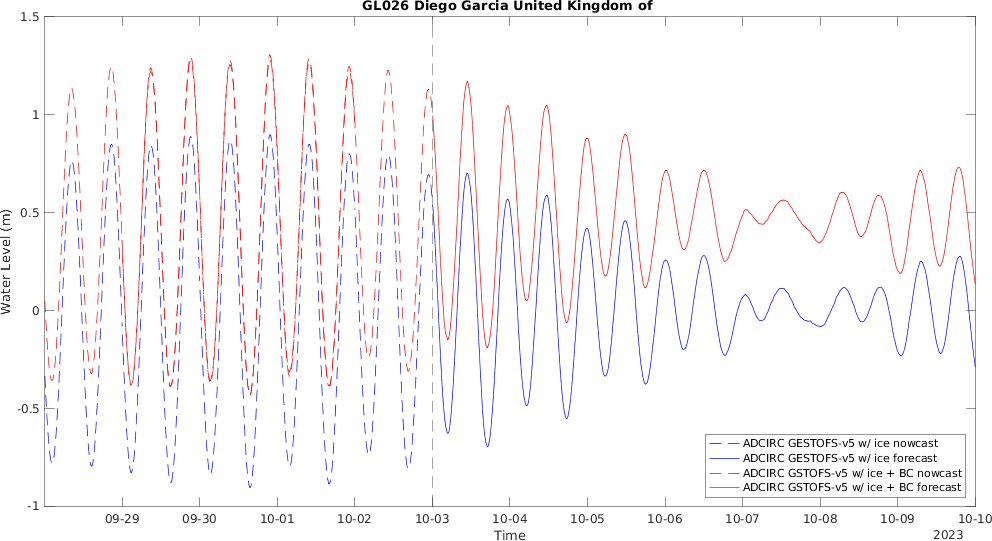 GL026 Diego Garcia United Kingdom of
1.5
1
0.5
0
-0.5
-1
Water Level (m)
09-29
09-30
10-01
10-02
10-03
10-04
10-05
10-06
10-07
10-08
10-09
10-10
Time
2023
ADCIRC GESTOFS-v5 w/ ice nowcast
ADCIRC GESTOFS-v5 w/ ice forecast
ADCIRC GSTOFS-v5 w/ ice + BC nowcast
ADCIRC GSTOFS-v5 w/ ice + BC forecast